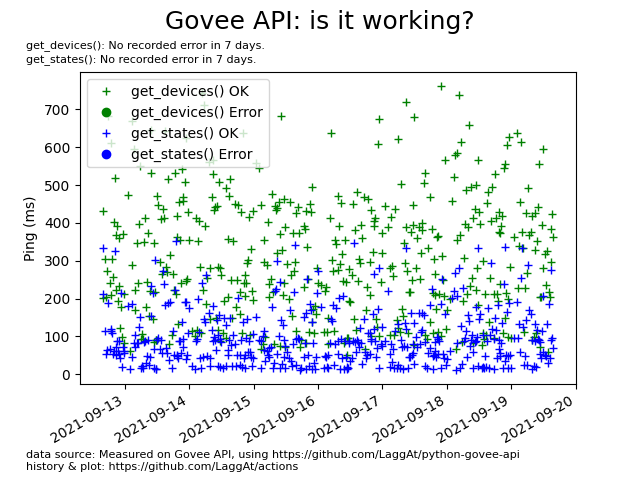 Govee API: is it working?
get_devices(): No recorded error in 7 days.
get_states(): No recorded error in 7 days.
get_devices() OK
get_devices() Error
get_states() OK
get_states() Error
Ping (ms)
700
600
500
400
300
200
100
0
2021-09-13
2021-09-14
2021-09-15
2021-09-16
2021-09-17
2021-09-18
2021-09-19
2021-09-20
data source: Measured on Govee API, using https://github.com/LaggAt/python-govee-api
history & plot: https://github.com/LaggAt/actions